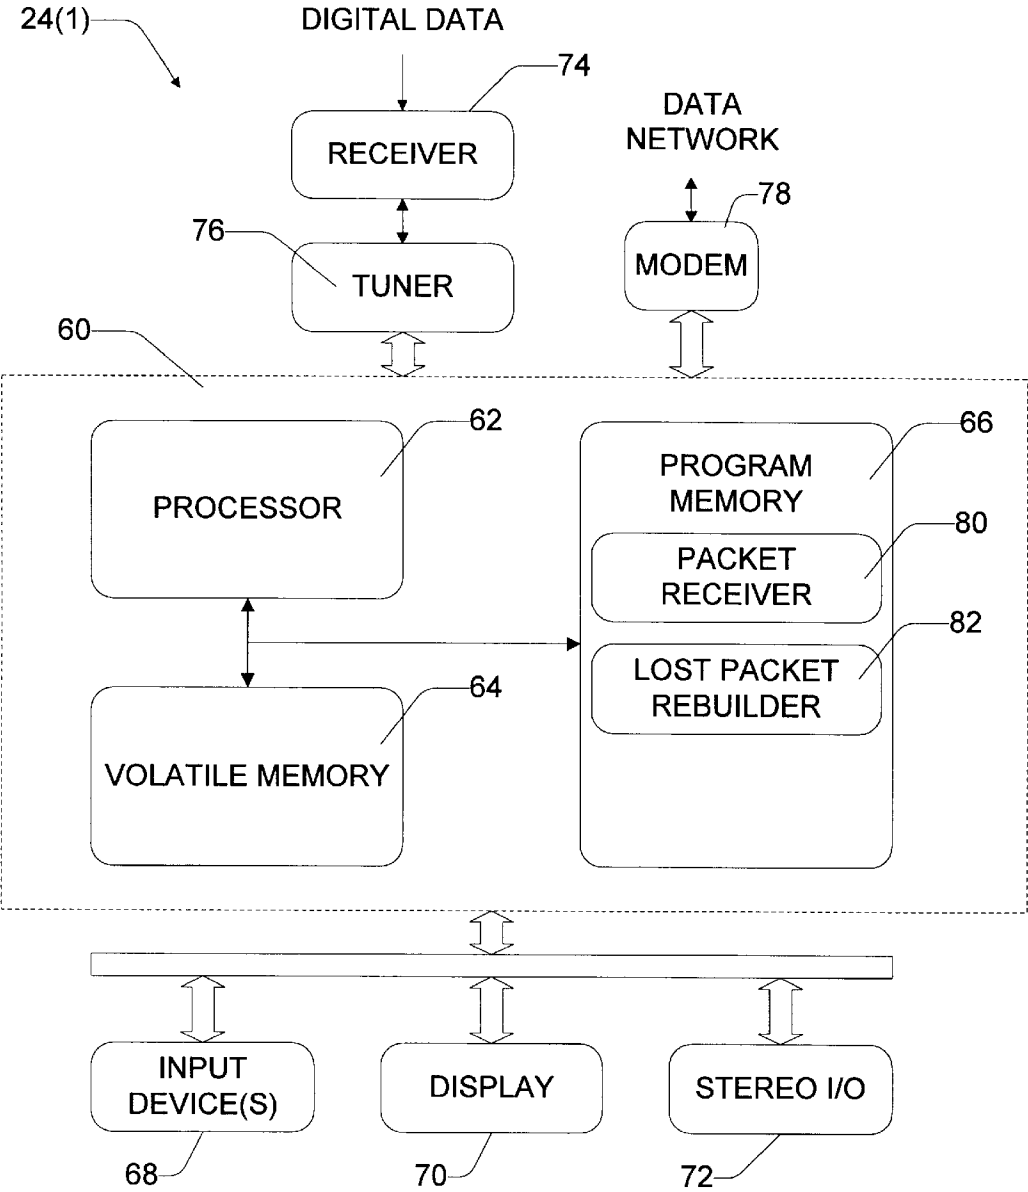 24(1)
DIGITAL DATA
74
RECEIVER
DATA
NETWORK
78
76
TUNER
MODEM
60
62
PROCESSOR
66
PROGRAM
MEMORY
80
PACKET
RECEIVER
82
LOST PACKET
REBUILDER
64
VOLATILE MEMORY
INPUT
DEVICE(S)
DISPLAY
STEREO I/O
68
70
72